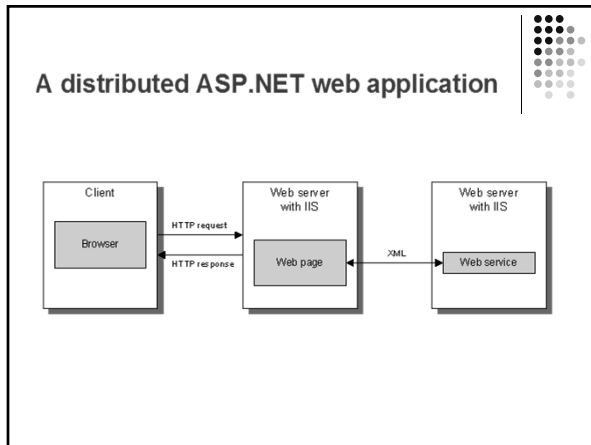 A distributed ASP.NET web application
Client
Browser
HTTP request
HTTP response
Web server
with IIS
Web page
XML
Web server
with IIS
Web service